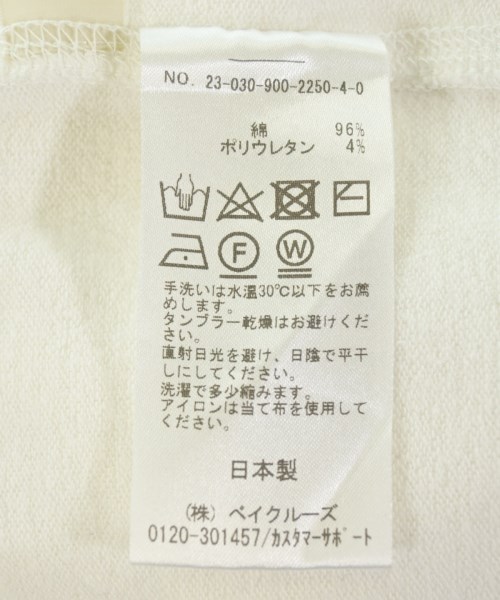 NO. 23-030-900-2250-4-0
綿 96%
ポリウレタン 4%
F W
手洗いは水温30℃以下をお薦
めします。
タンブラー乾燥はお避けくだ
さい。
直射日光を避け、日陰で平干
しにしてください。
洗濯で多少縮みます。
アイロンは当て布を使用して
ください。
日本製
(株) ベイクルーズ
0120-301457/カスタマーサポート